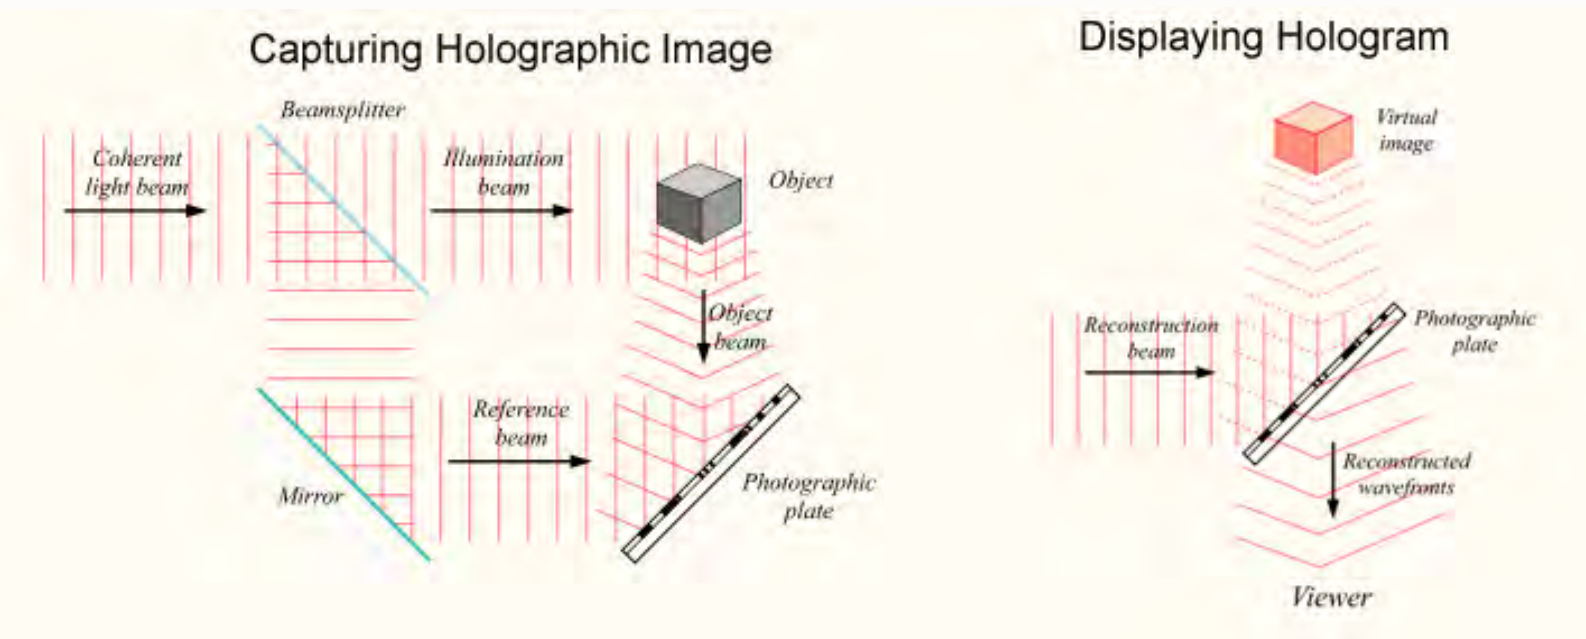 Capturing Holographic Image
Displaying Hologram
Beamsplitter
Coherent
light beam
Illumination
beam
Object
Object
beam
Reference
beam
Mirror
Photographic
plate
Virtual
image
Reconstruction
beam
Photographic
plate
Reconstructed
wavefronts
Viewer